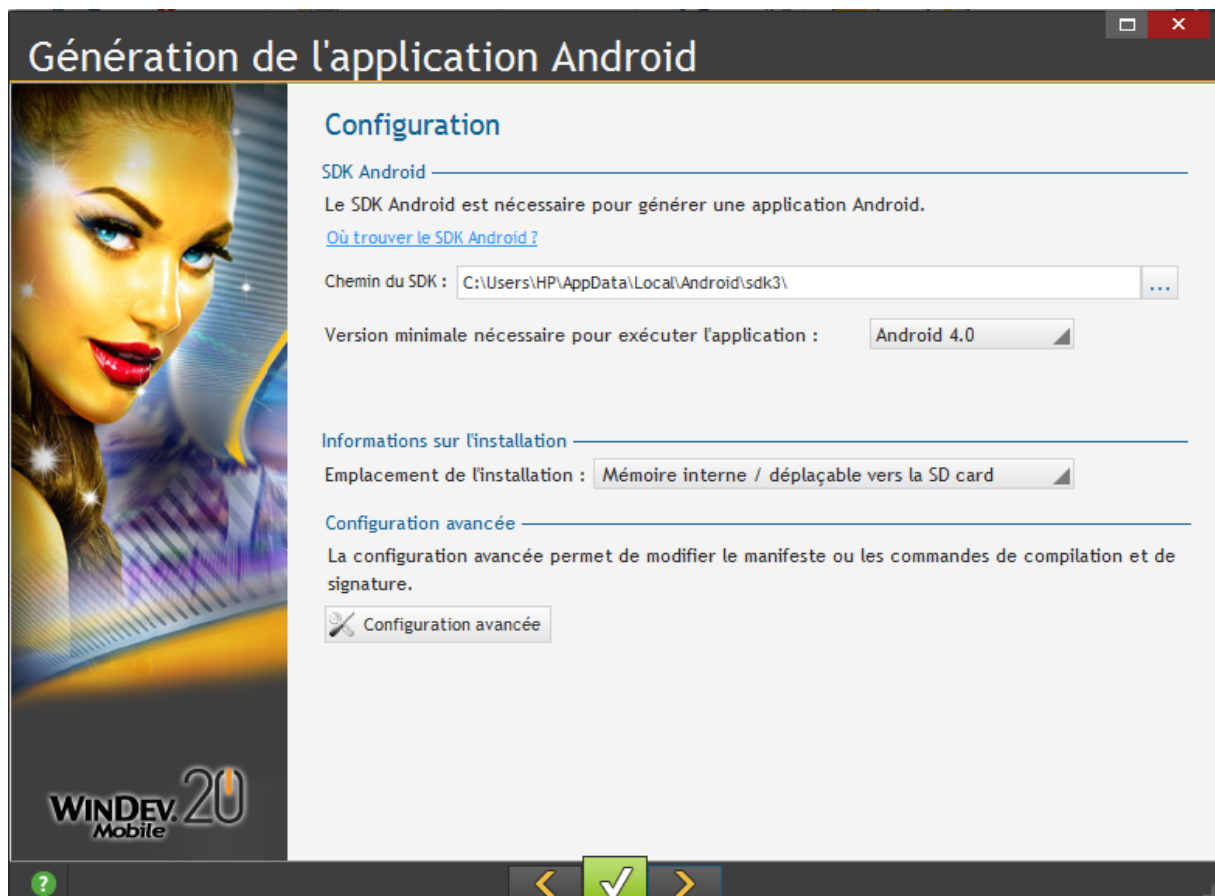 Génération de l'application Android
Configuration
SDK Android
Le SDK Android est nécessaire pour générer une application Android.
Où trouver le SDK Android ?
Chemin du SDK : C:\Users\HP\AppData\Local\Android\sdk3\ ...
Version minimale nécessaire pour exécuter l'application : Android 4.0
Informations sur l'installation
Emplacement de l'installation : Mémoire interne / déplaçable vers la SD card
Configuration avancée
La configuration avancée permet de modifier le manifeste ou les commandes de compilation et de
signature.
Configuration avancée
WINDEV. 20
Mobile
?